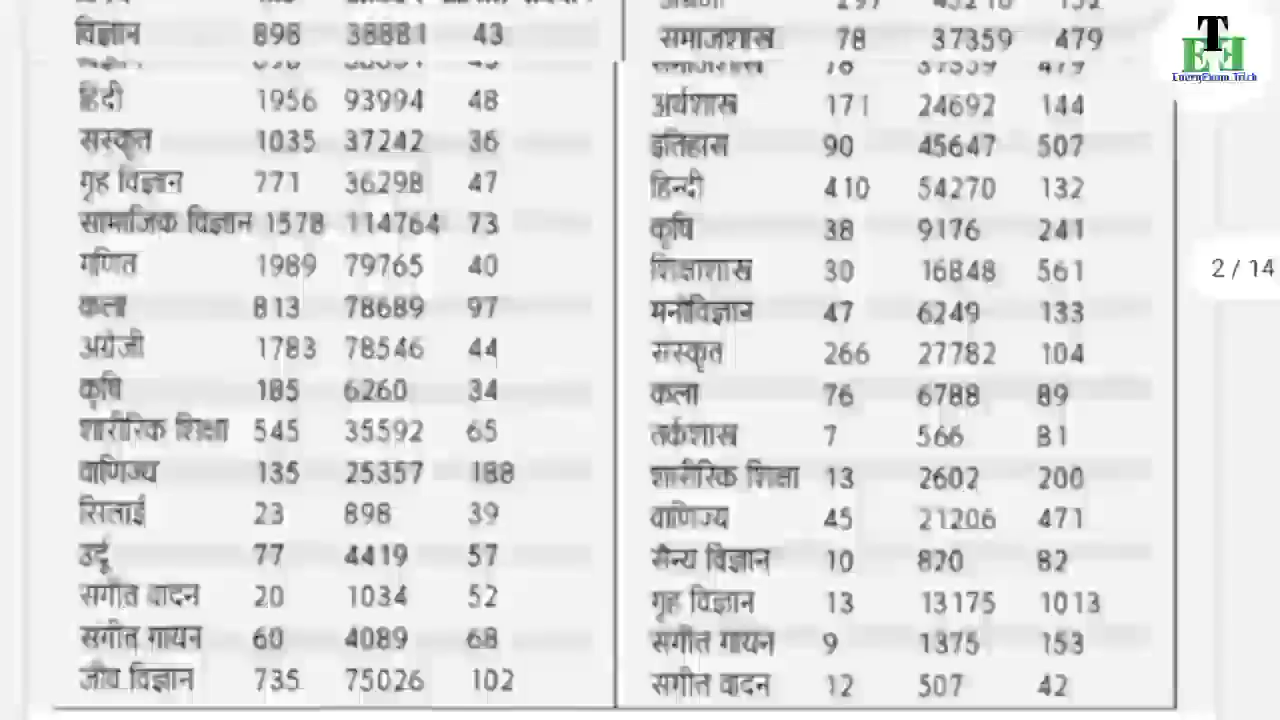 विज्ञान 898 38881 43
हिंदी 1956 93994 48
संस्कृत 1035 37242 36
गृह विज्ञान 771 36298 47
सामाजिक विज्ञान 1578 114764 73
गणित 1989 79765 40
कला 813 78689 97
अंग्रेजी 1783 78546 44
कृषि 185 6260 34
शारीरिक शिक्षा 545 35592 65
वाणिज्य 135 25357 188
सिलाई 23 898 39
उर्दू 77 4419 57
संगीत वादन 20 1034 52
संगीत गायन 60 4089 68
जीव विज्ञान 735 75026 102
समाजशास्त्र 78 37359 479
अर्थशास्त्र 171 24692 144
इतिहास 90 45647 507
हिन्दी 410 54270 132
कृषि 38 9176 241
शिक्षाशास्त्र 30 16848 561
मनोविज्ञान 47 6249 133
संस्कृत 266 27782 104
कला 76 6788 89
तर्कशास्त्र 7 566 81
शारीरिक शिक्षा 13 2602 200
वाणिज्य 45 21206 471
सैन्य विज्ञान 10 820 82
गृह विज्ञान 13 13175 1013
संगीत गायन 9 1375 153
संगीत वादन 12 507 42
2 / 14